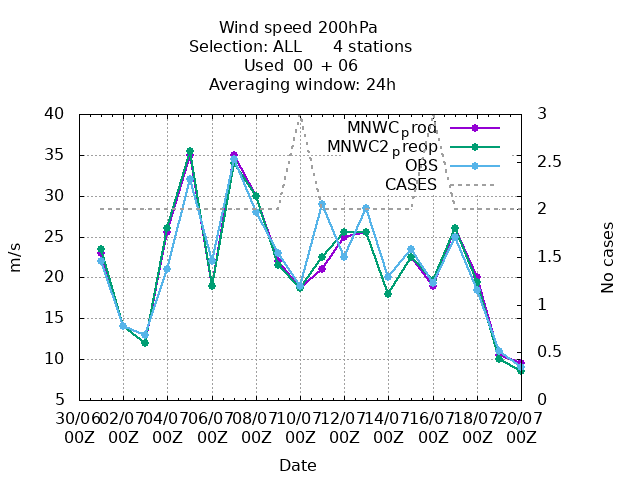 Wind speed 200hPa
Selection: ALL 4 stations
Used 00 + 06
Averaging window: 24h
40 3
MNWC_prod
35 MNWC2_preop 2.5
OBS
30 CASES 2
25 1.5
20 1
15
10 0.5
5 0
m/s
No cases
30/06 02/07 04/07 06/07 08/07 10/07 12/07 14/07 16/07 18/07 20/07
00Z 00Z 00Z 00Z 00Z 00Z 00Z 00Z 00Z 00Z 00Z
Date